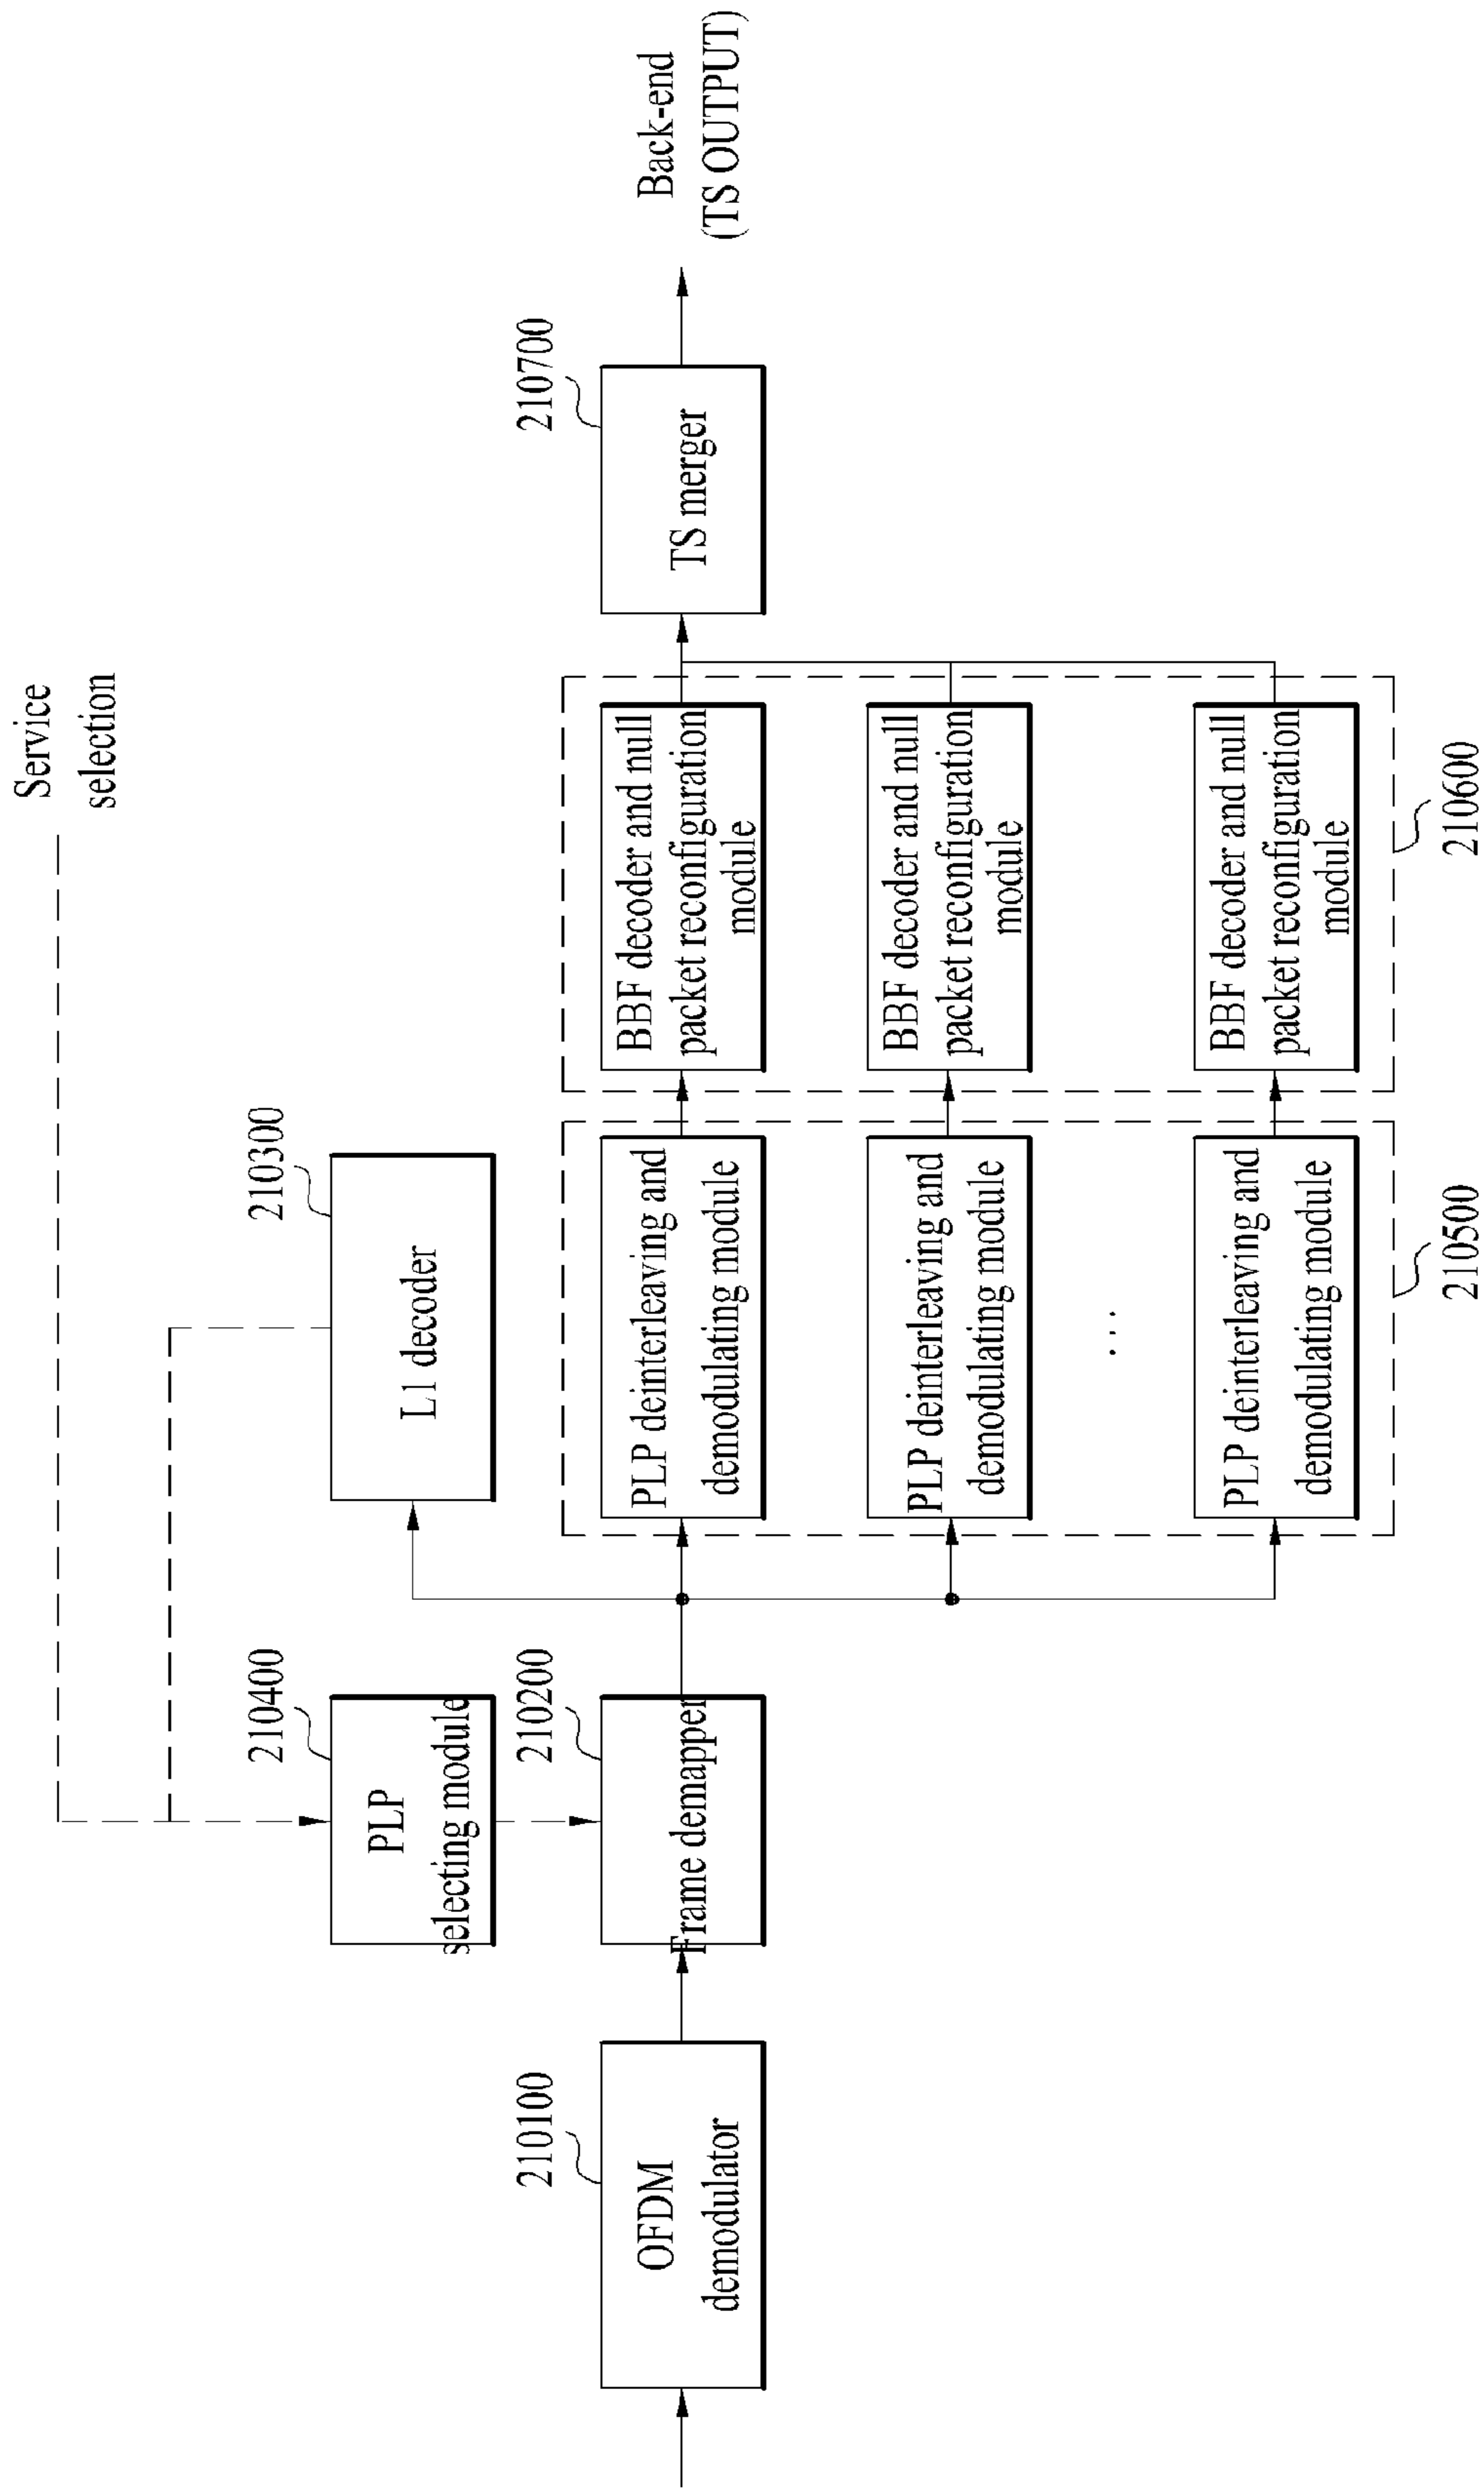 Service
selection
210400
PLP
selecting module
210300
L1 decoder
210100
OFDM
demodulator
210200
Frame demapper
PLP deinterleaving and
demodulating module
BBF decoder and null
packet reconfiguration
module
210700
TS merger
Back-end
(TS OUTPUT)
PLP deinterleaving and
demodulating module
BBF decoder and null
packet reconfiguration
module
...
PLP deinterleaving and
demodulating module
BBF decoder and null
packet reconfiguration
module
210500
210600